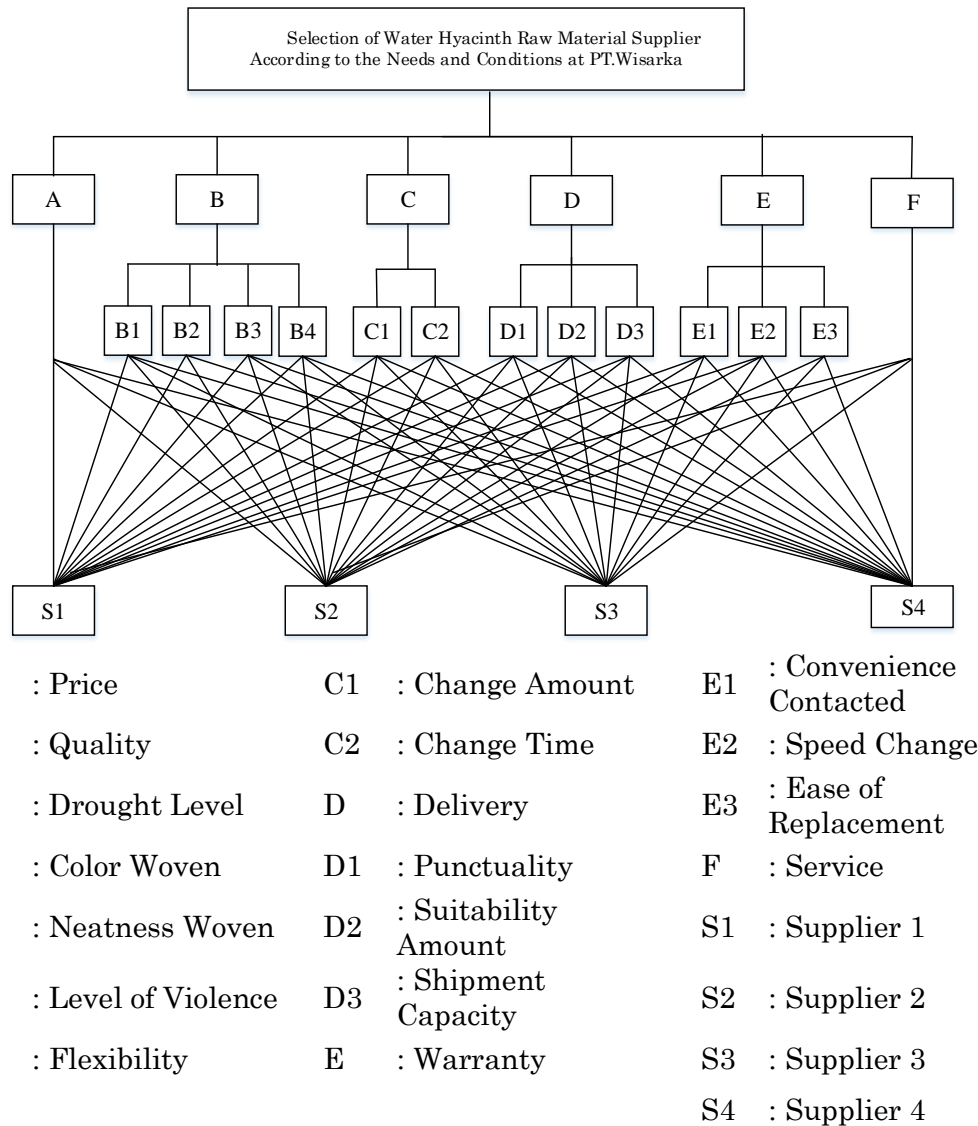 Selection of Water Hyacinth Raw Material Supplier
According to the Needs and Conditions at PT.Wisarka
A B C D E F
B1 B2 B3 B4 C1 C2 D1 D2 D3 E1 E2 E3
S1 S2 S3 S4
: Price
: Quality
: Drought Level
: Color Woven
: Neatness Woven
: Level of Violence
: Flexibility
C1 : Change Amount
C2 : Change Time
D : Delivery
D1 : Punctuality
D2 : Suitability
Amount
D3 : Shipment
Capacity
E : Warranty
E1 : Convenience
Contacted
E2 : Speed Change
E3 : Ease of
Replacement
F : Service
S1 : Supplier 1
S2 : Supplier 2
S3 : Supplier 3
S4 : Supplier 4